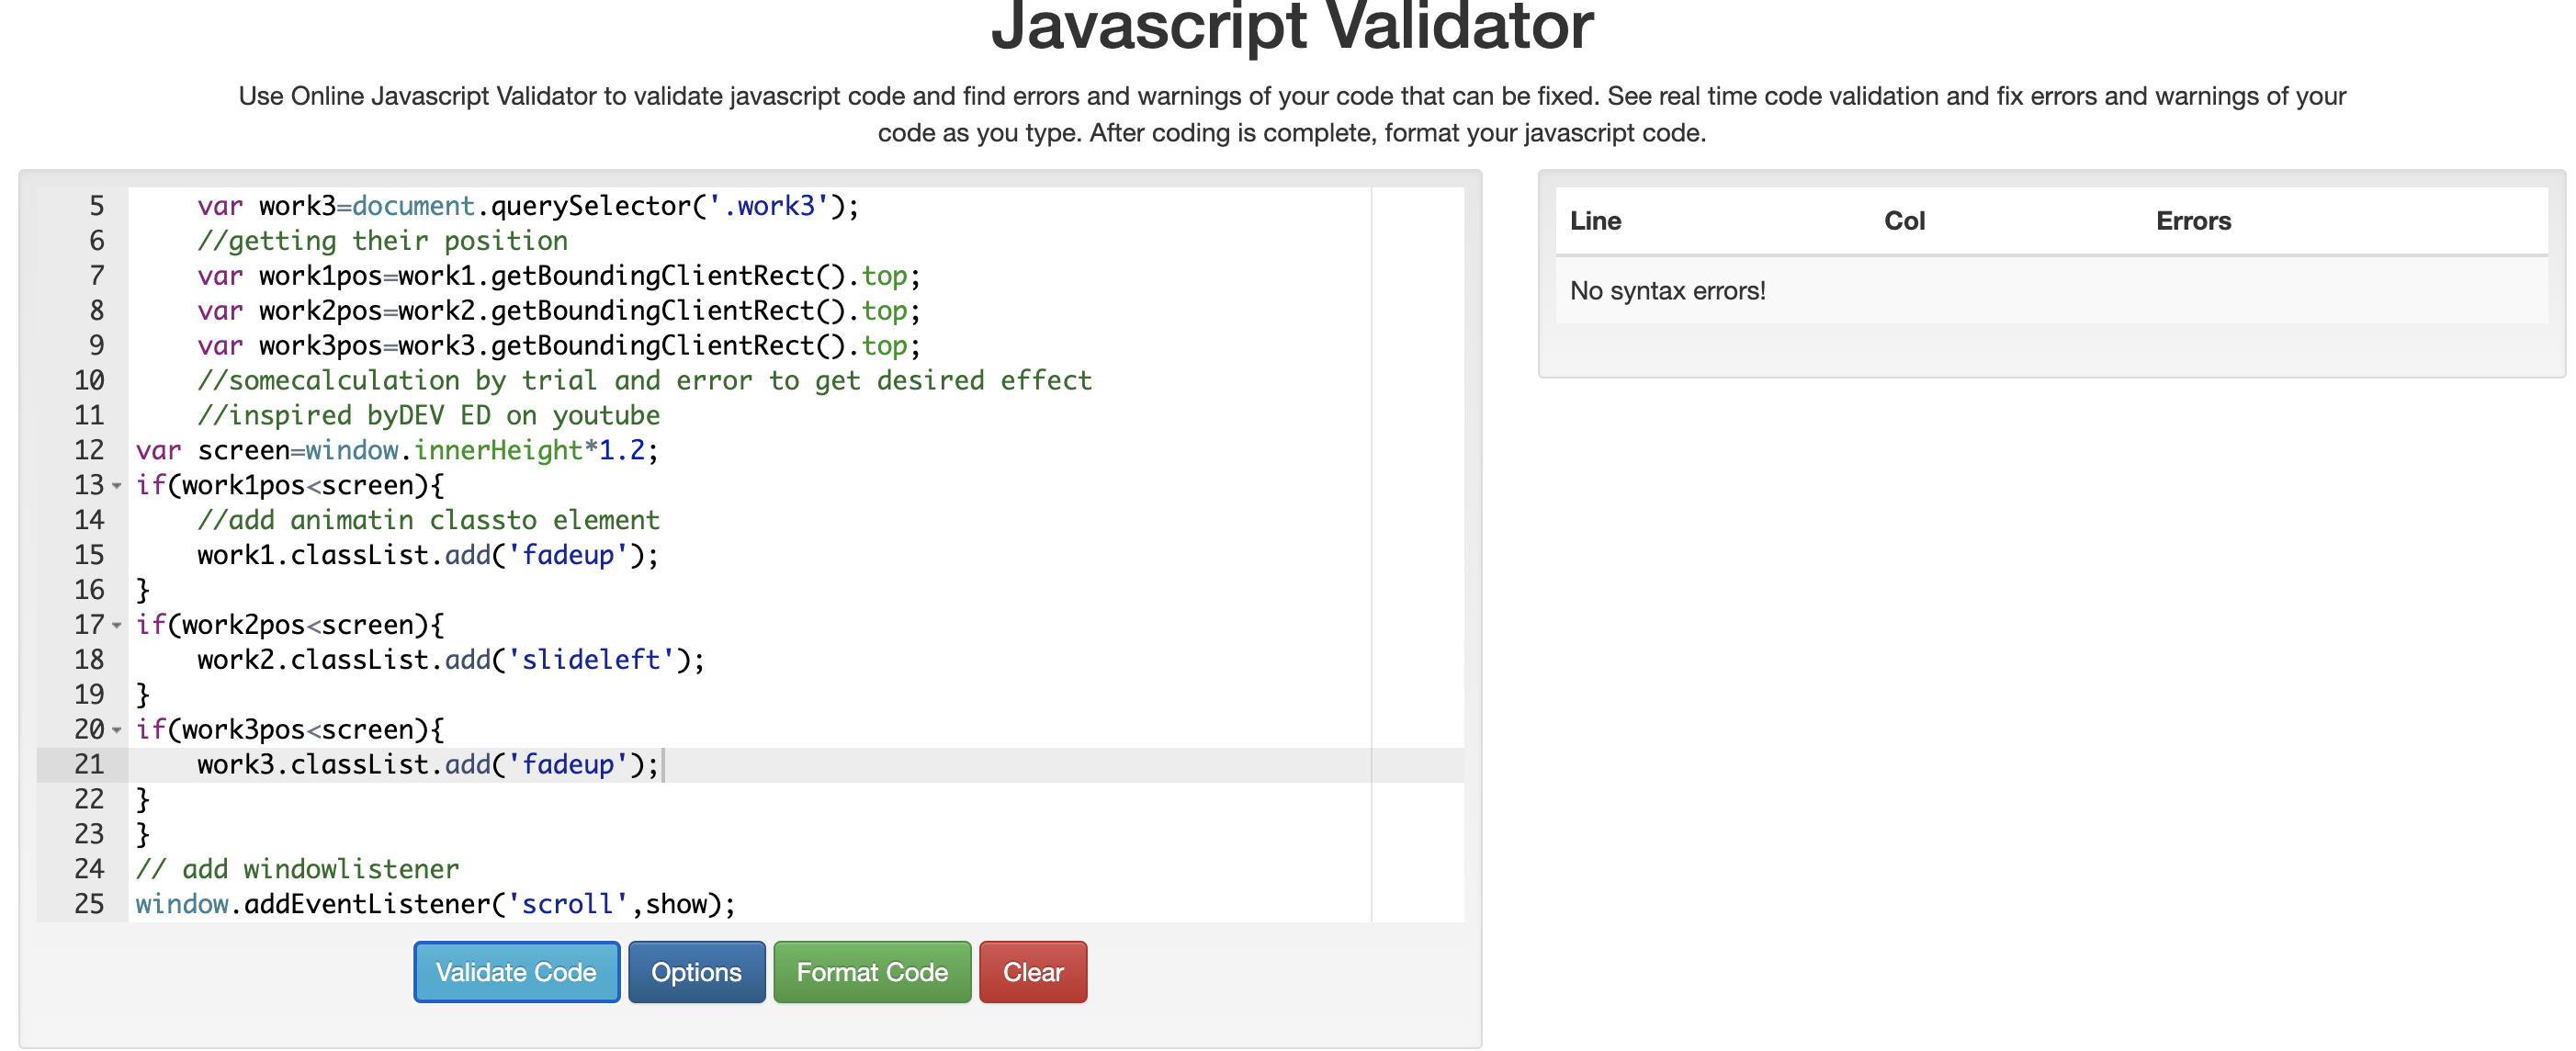 Javascript Validator
Use Online Javascript Validator to validate javascript code and find errors and warnings of your code that can be fixed. See real time code validation and fix errors and warnings of your
code as you type. After coding is complete, format your javascript code.
5 var work3=document.querySelector('.work3');
6 //getting their position
7 var work1pos=work1.getBoundingClientRect().top;
8 var work2pos=work2.getBoundingClientRect().top;
9 var work3pos=work3.getBoundingClientRect().top;
10 //somecalculation by trial and error to get desired effect
11 //inspired byDEV ED on youtube
12 var screen=window.innerHeight*1.2;
13 if(work1pos<screen){
14 //add animatin classto element
15 work1.classList.add('fadeup');
16 }
17 if(work2pos<screen){
18 work2.classList.add('slideleft');
19 }
20 if(work3pos<screen){
21 work3.classList.add('fadeup');
22 }
23 }
24 // add windowlistener
25 window.addEventListener('scroll',show);
Validate Code Options Format Code Clear
Line Col Errors
No syntax errors!